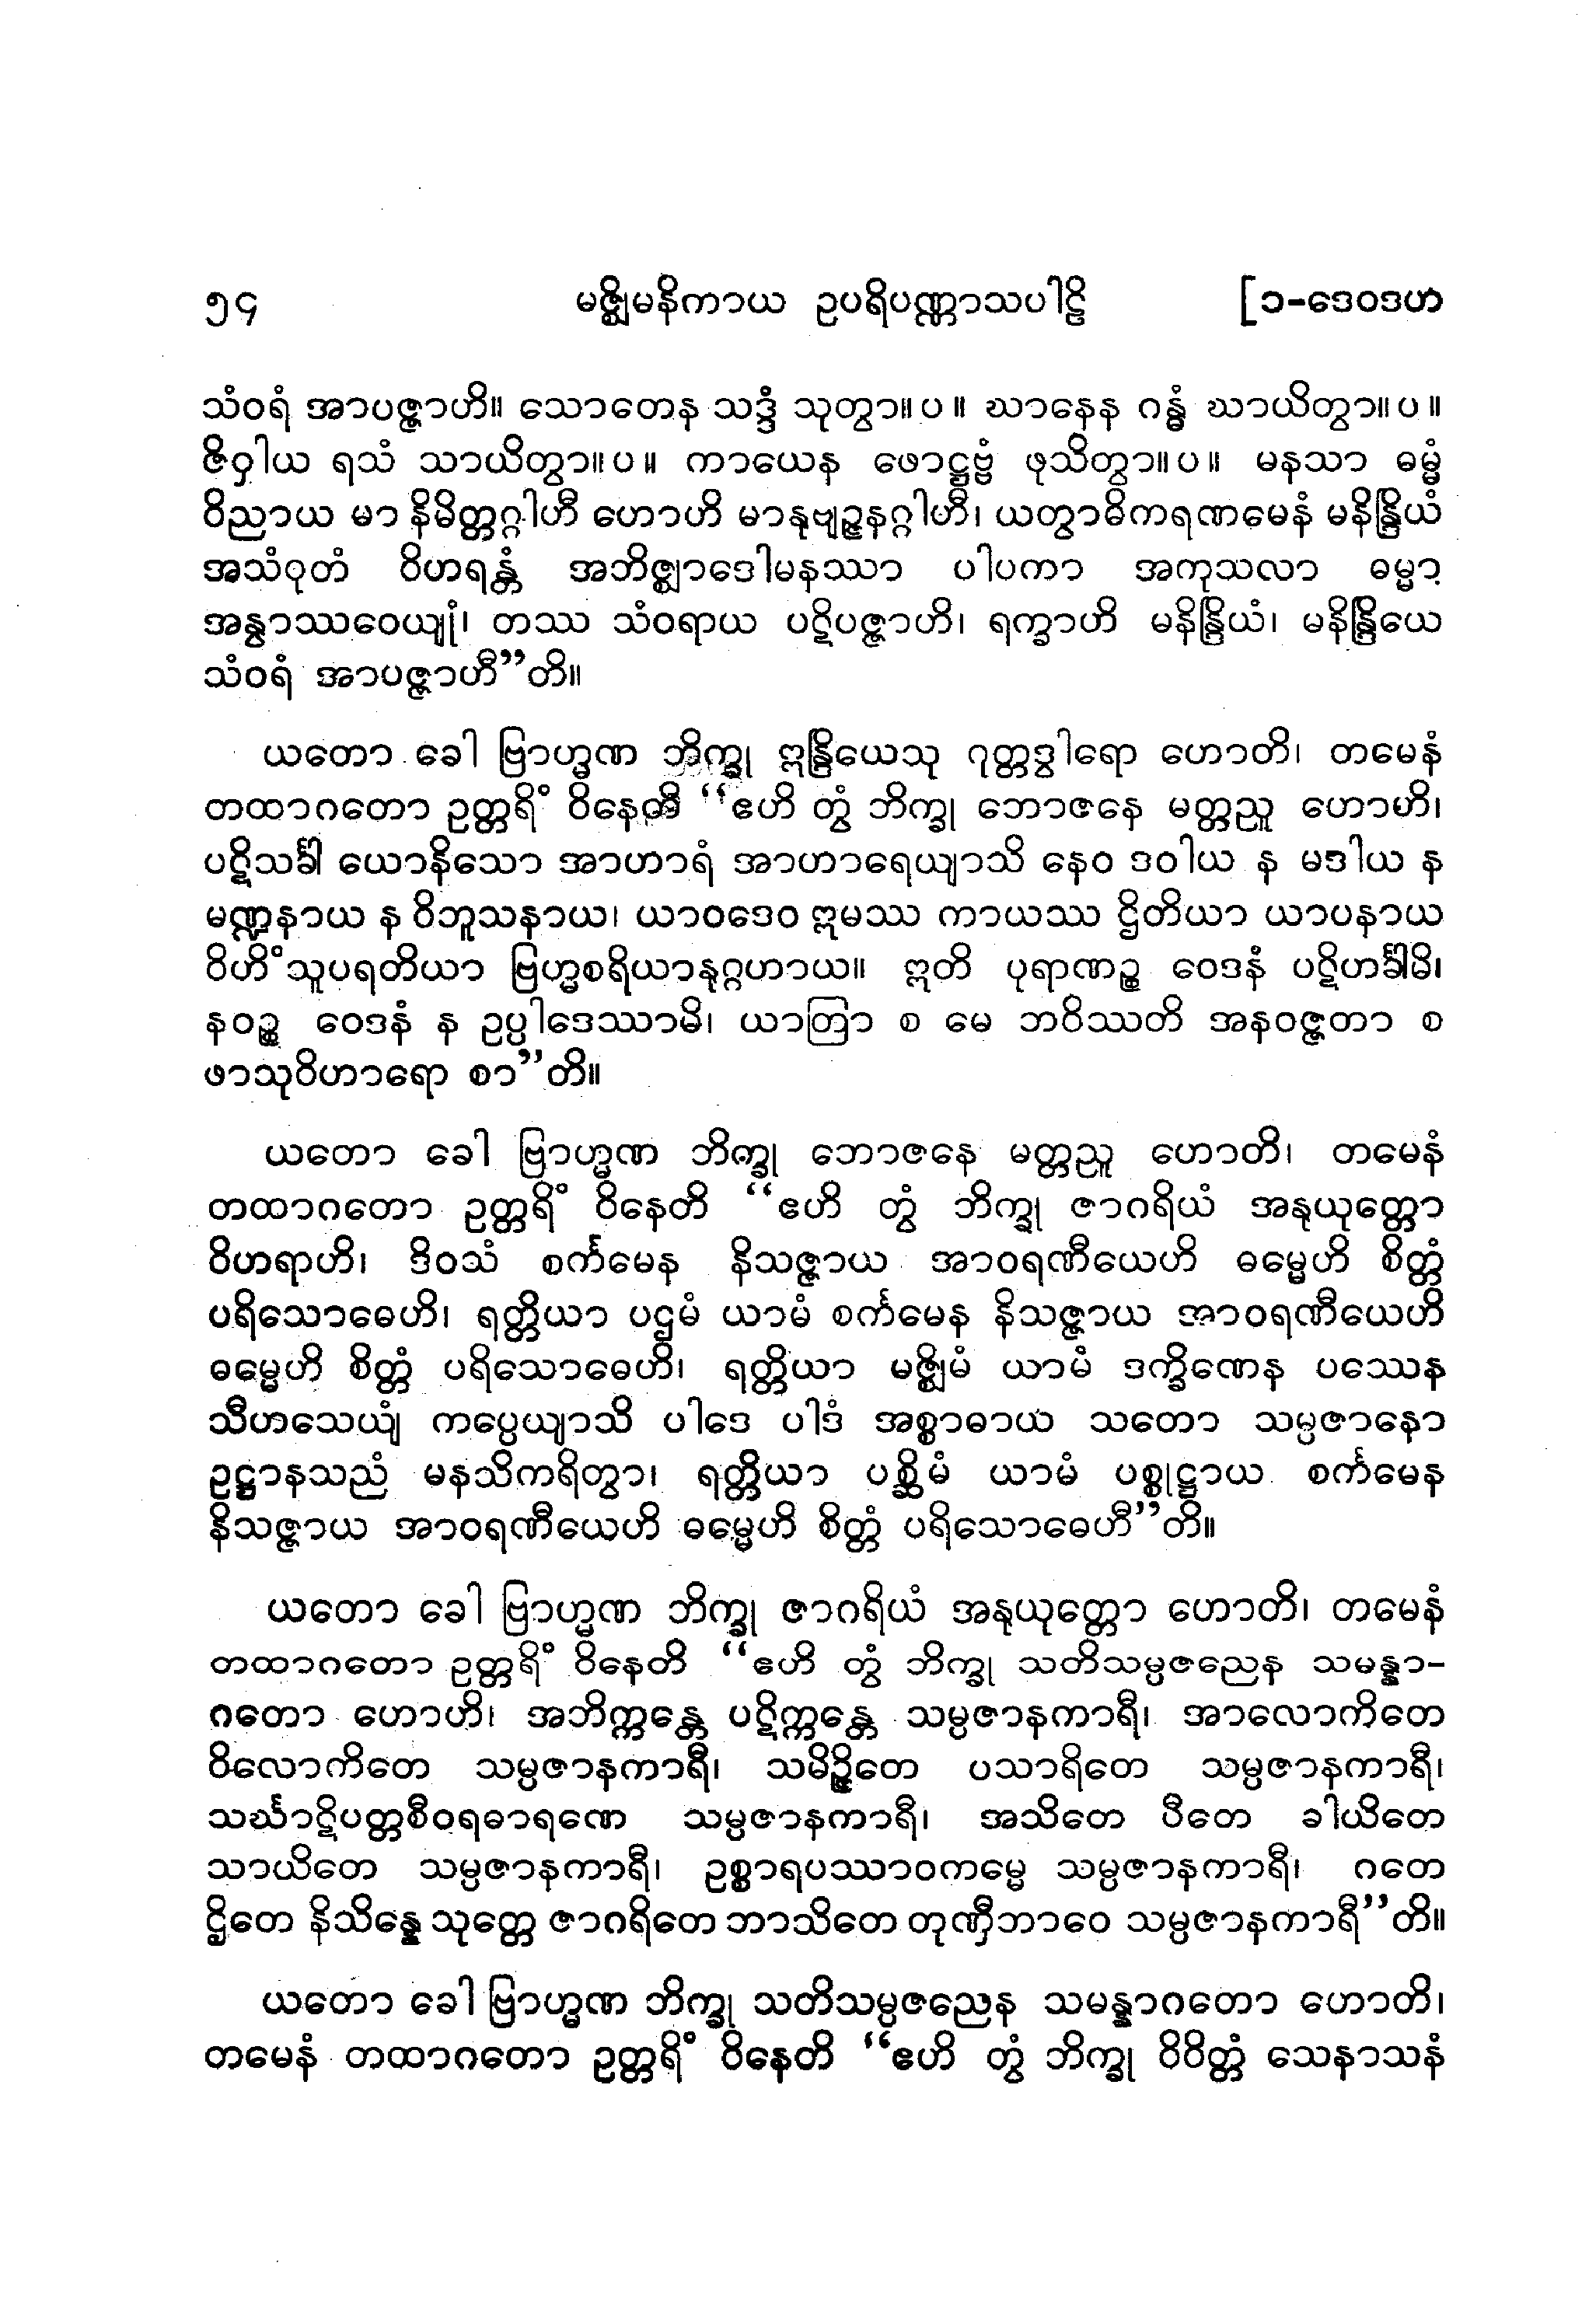 ၅၄ မဇ္ဈိမနိကာယ ဥပရိပဏ္ဏာသပါဠိ [၁-ဒေဝဒဟ
သံဝရံ အာပဇ္ဇာဟိ။ သောတေန သဒ္ဒံ သုတွာ။ပ။ ဃာနေန ဂန္ဓံ ဃာယိတွာ။ပ။
ဇိဝှါယ ရသံ သာယိတွာ။ပ။ ကာယေန ဖောဋ္ဌဗ္ဗံ ဖုသိတွာ။ပ။ မနသာ ဓမ္မံ
ဝိညာယ မာ နိမိတ္တဂ္ဂါဟီ ဟောဟိ မာနုဗျဉ္ဇနဂ္ဂါဟီ၊ ယတွာဓိကရဏမေနံ မနိန္ဒြိယံ
အသံဝုတံ ဝိဟရန္တံ အဘိဇ္ဈာဒေါမနဿာ ပါပကာ အကုသလာ ဓမ္မာ
အန္వာဿဝေယျုံ၊ တဿ သံဝရာယ ပဋိပဇ္ဇာဟိ၊ ရက္ခာဟိ မနိန္ဒြိယံ၊ မနိန္ဒြိယေ
သံဝရံ အာပဇ္ဇာဟီ”တိ။
ယတော ခေါ ဗြာဟ္မဏ ဘိက္ခု ဣန္ဒြိယေသု ဂုတ္တဒွါရော ဟောတိ၊ တမေနံ
တထာဂတော ဥတ္တရိံ ဝိနေတိ “ဧဟိ တွံ ဘိက္ခု ဘောဇနေ မတ္တညူ ဟောဟိ၊
ပဋိသင်္ခါ ယောနိသော အာဟာရံ အာဟာရေယျာသိ နေဝ ဒဝါယ န မဒါယ န
မဏ္ဍနာယ န ဝိဘူသနာယ၊ ယာဝဒေဝ ဣမဿ ကာယဿ ဌိတိယာ ယာပနာယ
ဝိဟိံသူပရတိယာ ဗြဟ္မစရိယာနုဂ္ဂဟာယ။ ဣတိ ပုရာဏဉ္စ ဝေဒနံ ပဋိဟင်္ခါမိ၊
နဝဉ္စ ဝေဒနံ န ဥပ္ပါဒေဿာမိ၊ ယာတြာ စ မေ ဘဝိဿတိ အနဝဇ္ဇတာ စ
ဖာသုဝိဟာရော စာ”တိ။
ယတော ခေါ ဗြာဟ္မဏ ဘိက္ခု ဘောဇနေ မတ္တညူ ဟောတိ၊ တမေနံ
တထာဂတော ဥတ္တရိံ ဝိနေတိ “ဧဟိ တွံ ဘိက္ခု ဇာဂရိယံ အနုယုတ္တော
ဝိဟရာဟိ၊ ဒိဝသံ စင်္ကမေန နိသဇ္ဇာယ အာဝရဏီယေဟိ ဓမ္မေဟိ စိတ္တံ
ပရိသောဓေဟိ၊ ရတ္တိယာ ပဌမံ ယာမံ စင်္ကမေန နိသဇ္ဇာယ အာဝရဏီယေဟိ
ဓမ္မေဟိ စိတ္တံ ပရိသောဓေဟိ၊ ရတ္တိယာ မဇ္ဈိမံ ယာမံ ဒက္ခိဏေန ပဿေန
သီဟသေယျံ ကပ္ပေယျာသိ ပါဒေ ပါဒံ အစ္စာဓာယ သတော သမ္ပဇာနော
ဥဋ္ဌာနသညံ မနသိကရိတွာ၊ ရတ္တိယာ ပစ္ဆိမံ ယာမံ ပစ္စုဋ္ဌာယ စင်္ကမေန
နိသဇ္ဇာယ အာဝရဏီယေဟိ ဓမ္မေဟိ စိတ္တံ ပရိသောဓေဟီ”တိ။
ယတော ခေါ ဗြာဟ္မဏ ဘိက္ခု ဇာဂရိယံ အနုယုတ္တော ဟောတိ၊ တမေနံ
တထာဂတော ဥတ္တရိံ ဝိနေတိ “ဧဟိ တွံ ဘိက္ခု သတိသမ္ပဇညေန သမန္နာ-
ဂတော ဟောဟိ၊ အဘိက္ကန္တေ ပဋိက္ကန္တေ သမ္ပဇာနကာရီ၊ အာလောကိတေ
ဝိလောကိတေ သမ္ပဇာနကာရီ၊ သမိဉ္ဇိတေ ပသာရိတေ သမ္ပဇာနကာရီ၊
သင်္ဃာဋိပတ္တစီဝရဓာရဏေ သမ္ပဇာနကာရီ၊ အသိတေ ပီတေ ခါယိတေ
သာယိတေ သမ္ပဇာနကာရီ၊ ဥစ္စာရပဿာဝကမ္မေ သမ္ပဇာနကာရီ၊ ဂတေ
ဌိတေ နိသိန္နေ သုတ္တေ ဇာဂရိတေ ဘာသိတေ တုဏှီဘာဝေ သမ္ပဇာနကာရီ”တိ။
ယတော ခေါ ဗြာဟ္မဏ ဘိက္ခု သတိသမ္ပဇညေန သမန္နာဂတော ဟောတိ၊
တမေနံ တထာဂတော ဥတ္တရိံ ဝိနေတိ “ဧဟိ တွံ ဘိက္ခု ဝိဝိတ္တံ သေနာသနံ